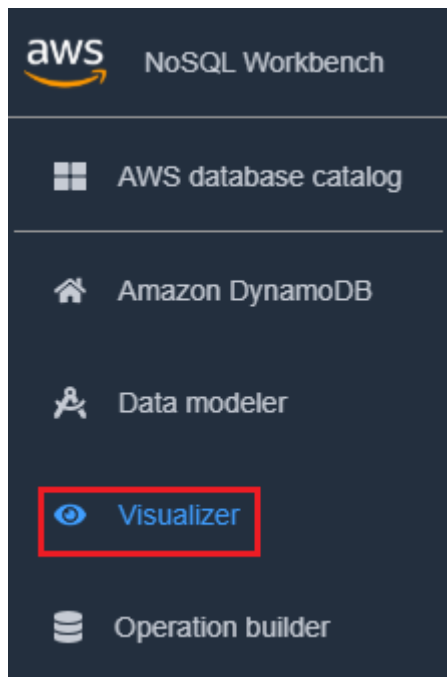 aws
NoSQL Workbench
AWS database catalog
Amazon DynamoDB
Data modeler
Visualizer
Operation builder